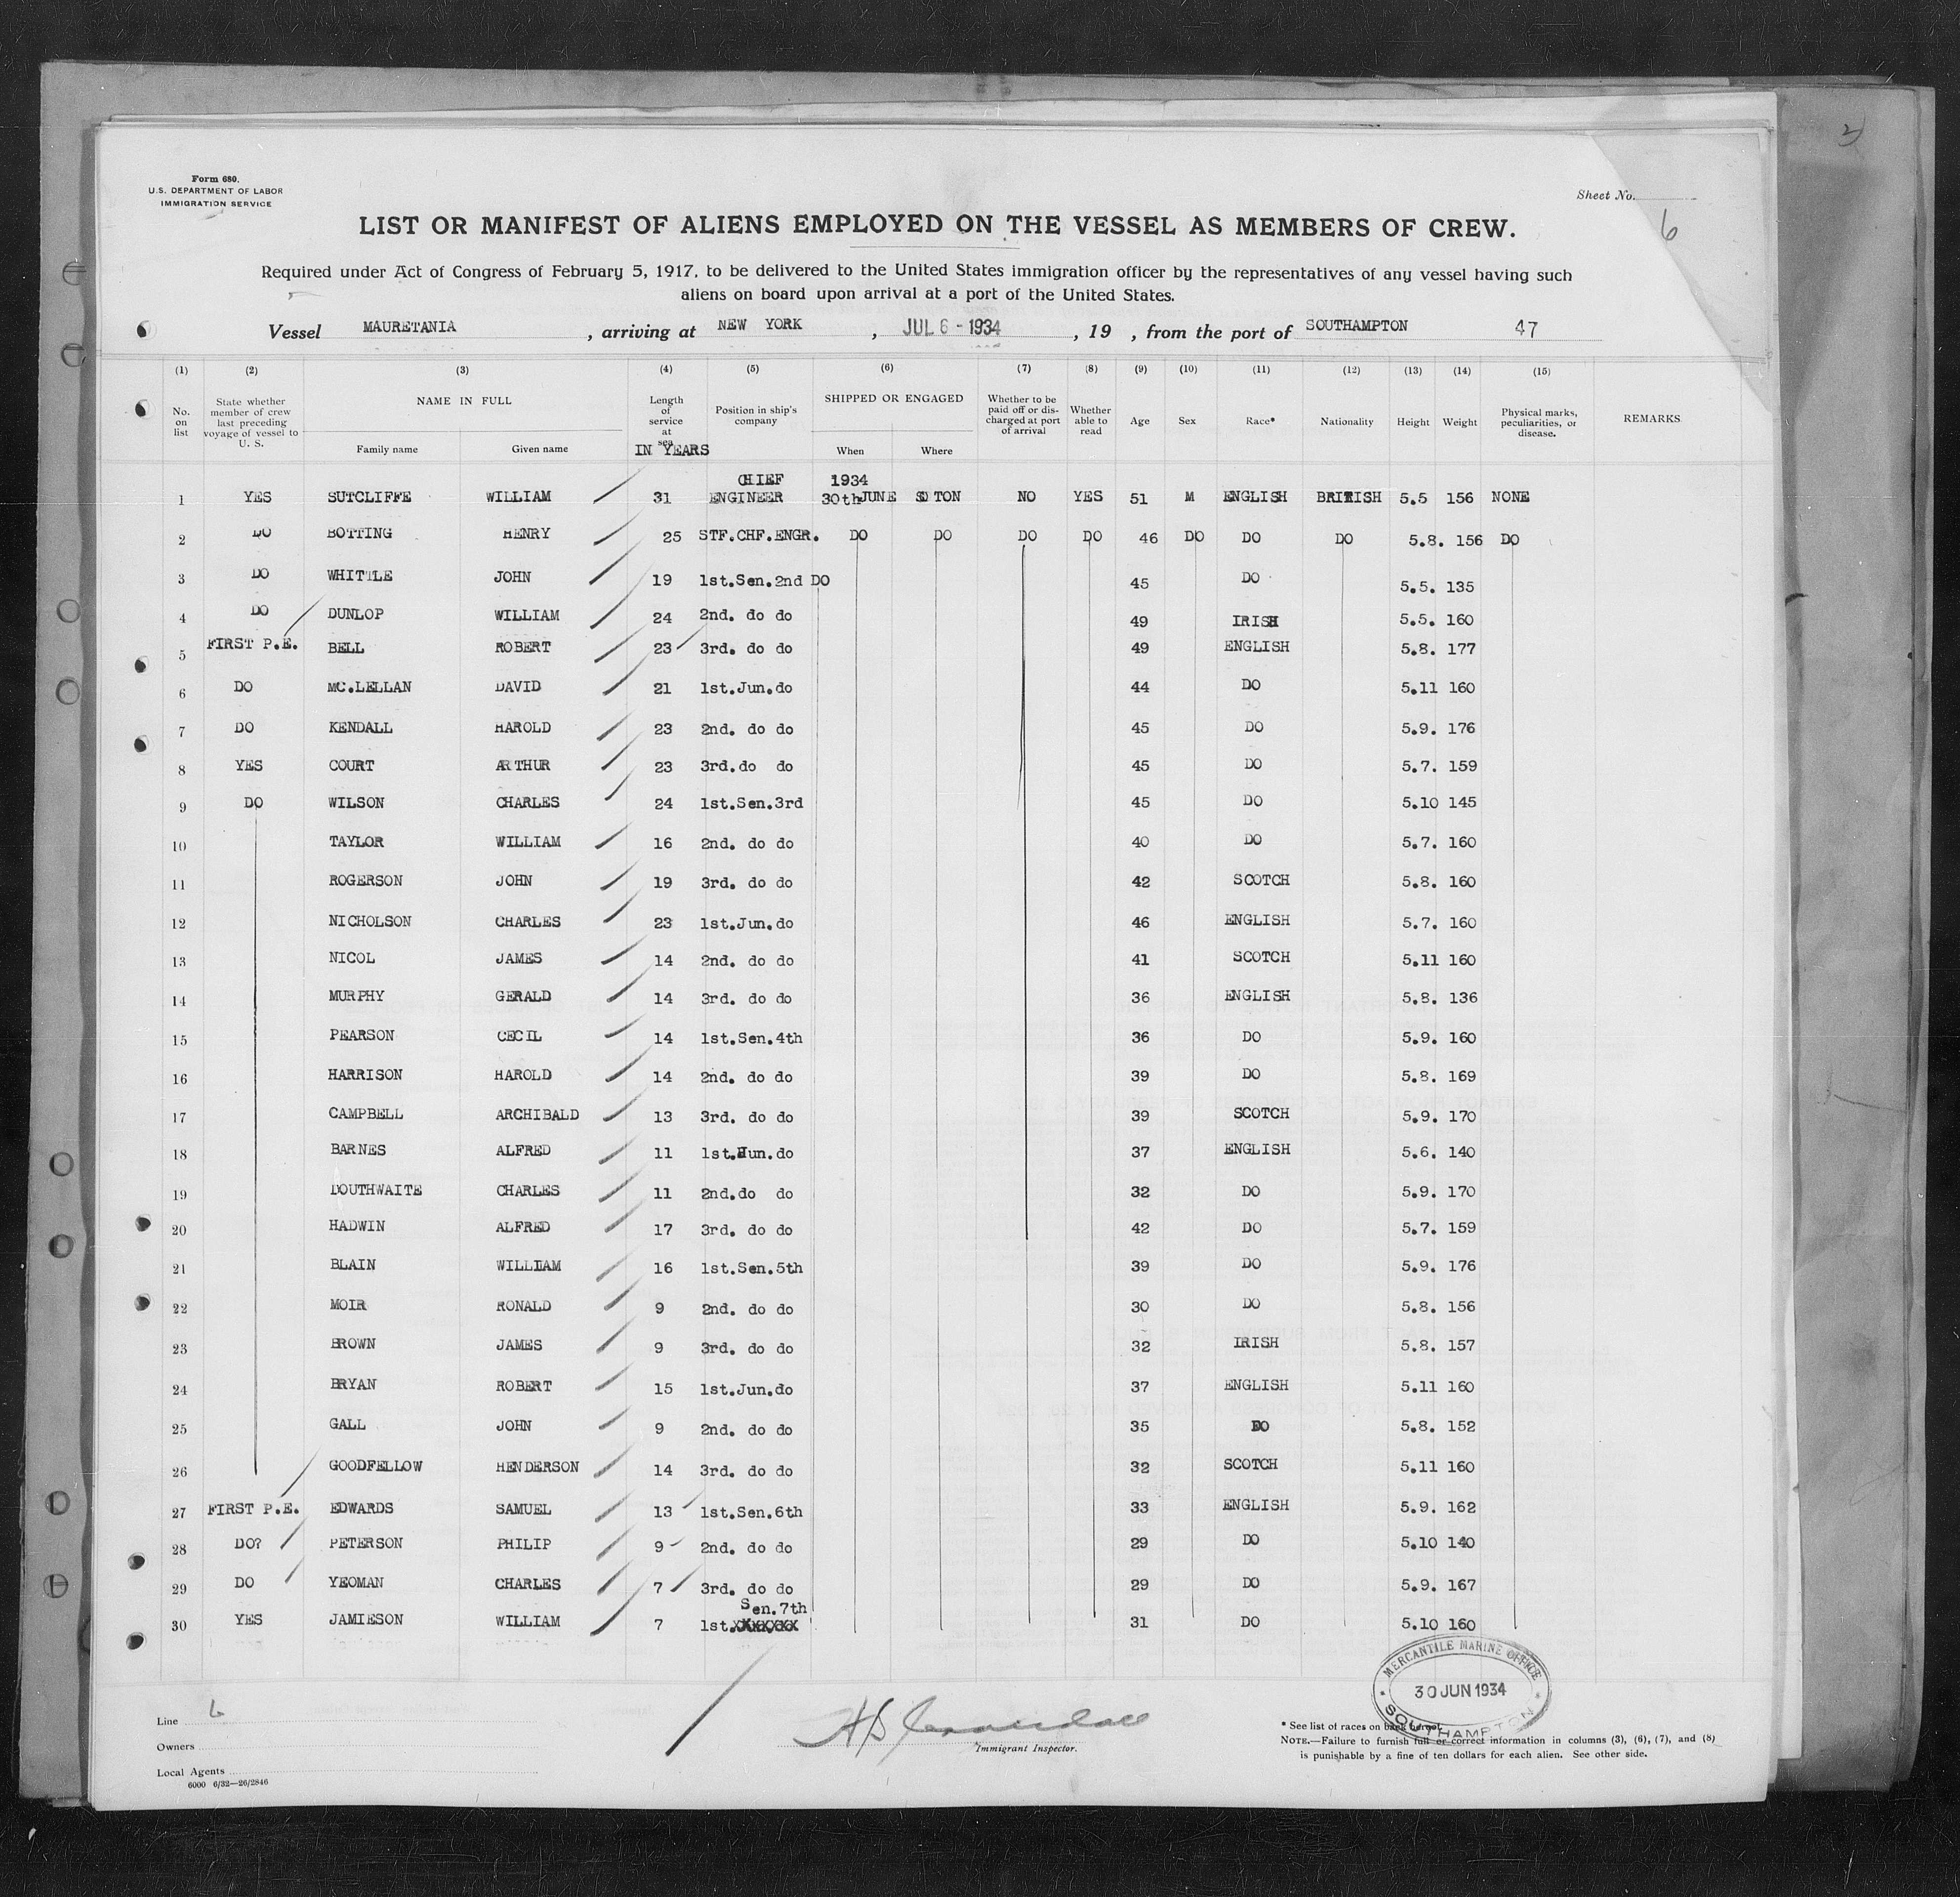 Form 680.
U.S. DEPARTMENT OF LABOR
IMMIGRATION SERVICE
Sheet No.
6
LIST OR MANIFEST OF ALIENS EMPLOYED ON THE VESSEL AS MEMBERS OF CREW.
Required under Act of Congress of February 5, 1917, to be delivered to the United States immigration officer by the representatives of any vessel having such
aliens on board upon arrival at a port of the United States.
Vessel MAURETANIA , arriving at NEW YORK , JUL 6 - 1934 , 19 , from the port of SOUTHAMPTON 47
(1) (2) (3) (4) (5) (6) (7) (8) (9) (10) (11) (12) (13) (14) (15)
No. on list State whether member of crew last preceding voyage of vessel to U. S. NAME IN FULL Family name Given name Length of service at sea IN YEARS Position in ship's company SHIPPED OR ENGAGED When Where Whether to be paid off or discharged at port of arrival Whether able to read Age Sex Race* Nationality Height Weight Physical marks, peculiarities, or disease. REMARKS
CHIEF 1934
1 YES SUTCLIFFE WILLIAM 31 ENGINEER 30thJUNE SOTON NO YES 51 M ENGLISH BRITISH 5.5 156 NONE
2 DO BOTTING HENRY 25 STF.CHF.ENGR. DO DO DO DO 46 DO DO DO 5.8. 156 DO
3 DO WHITTLE JOHN 19 1st.Sen.2nd DO 45 DO 5.5. 135
4 DO DUNLOP WILLIAM 24 2nd. do do 49 IRISH 5.5. 160
5 FIRST P.E. BELL ROBERT 23 3rd. do do 49 ENGLISH 5.8. 177
6 DO MC.LELLAN DAVID 21 1st.Jun.do 44 DO 5.11 160
7 DO KENDALL HAROLD 23 2nd. do do 45 DO 5.9. 176
8 YES COURT ARTHUR 23 3rd.do do 45 DO 5.7. 159
9 DO WILSON CHARLES 24 1st.Sen.3rd 45 DO 5.10 145
10 TAYLOR WILLIAM 16 2nd. do do 40 DO 5.7. 160
11 ROGERSON JOHN 19 3rd. do do 42 SCOTCH 5.8. 160
12 NICHOLSON CHARLES 23 1st.Jun.do 46 ENGLISH 5.7. 160
13 NICOL JAMES 14 2nd. do do 41 SCOTCH 5.11 160
14 MURPHY GERALD 14 3rd. do do 36 ENGLISH 5.8. 136
15 PEARSON CECIL 14 1st.Sen.4th 36 DO 5.9. 160
16 HARRISON HAROLD 14 2nd. do do 39 DO 5.8. 169
17 CAMPBELL ARCHIBALD 13 3rd. do do 39 SCOTCH 5.9. 170
18 BARNES ALFRED 11 1st.Jun.do 37 ENGLISH 5.6. 140
19 DOUTHWAITE CHARLES 11 2nd.do do 32 DO 5.9. 170
20 HADWIN ALFRED 17 3rd. do do 42 DO 5.7. 159
21 BLAIN WILLIAM 16 1st.Sen.5th 39 DO 5.9. 176
22 MOIR RONALD 9 2nd. do do 30 DO 5.8. 156
23 BROWN JAMES 9 3rd. do do 32 IRISH 5.8. 157
24 BRYAN ROBERT 15 1st.Jun.do 37 ENGLISH 5.11 160
25 GALL JOHN 9 2nd. do do 35 DO 5.8. 152
26 GOODFELLOW HENDERSON 14 3rd. do do 32 SCOTCH 5.11 160
27 FIRST P.E. EDWARDS SAMUEL 13 1st.Sen.6th 33 ENGLISH 5.9. 162
28 DO? PETERSON PHILIP 9 2nd. do do 29 DO 5.10 140
29 DO YEOMAN CHARLES 7 3rd. do do 29 DO 5.9. 167
Sen.7th
30 YES JAMIESON WILLIAM 7 1st. 31 DO 5.10 160
MERCANTILE MARINE OFFICE
30 JUN 1934
SOUTHAMPTON
Line 6
Owners
Local Agents
6000 6/32—26/2846
Immigrant Inspector.
* See list of races on back hereof.
NOTE.—Failure to furnish full or correct information in columns (3), (6), (7), and (8)
is punishable by a fine of ten dollars for each alien. See other side.